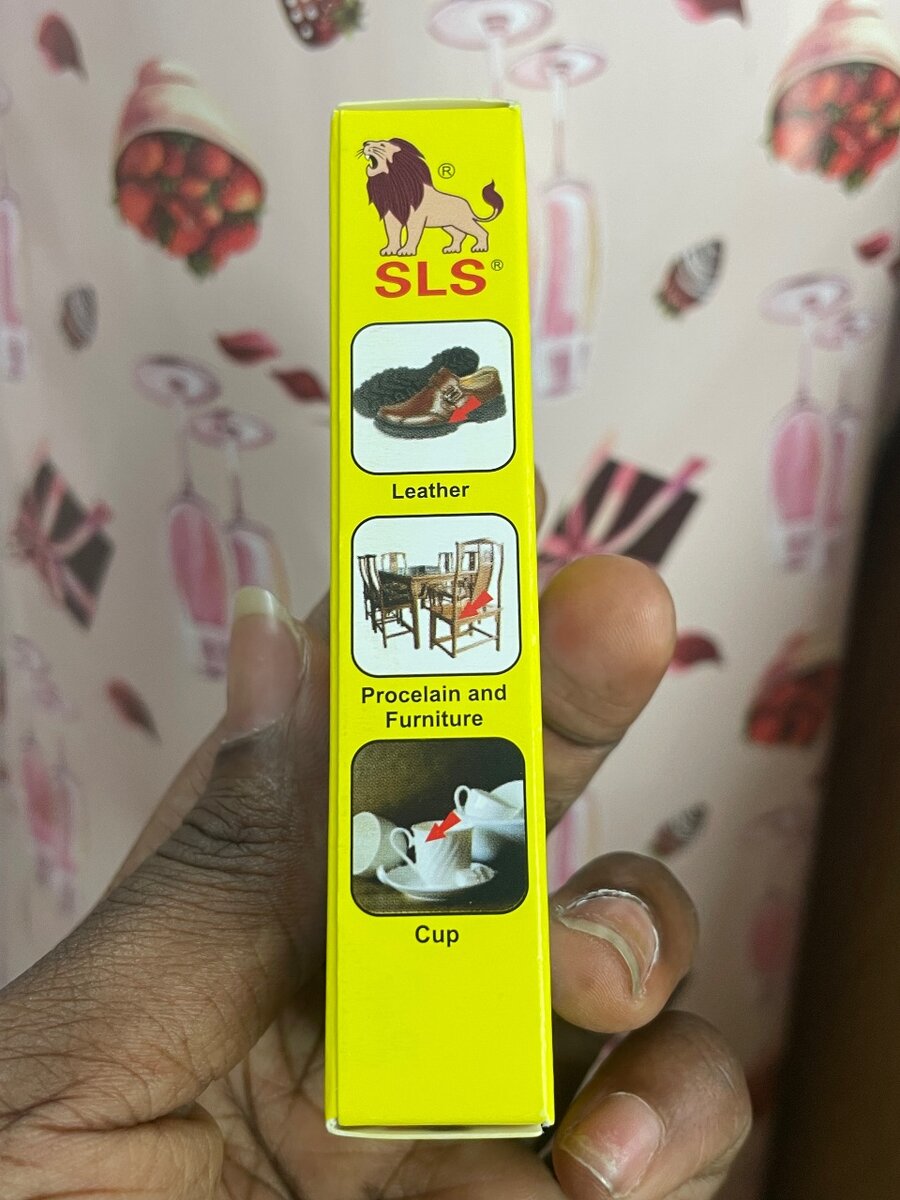 ®
SLS®
Leather
Procelain and
Furniture
Cup